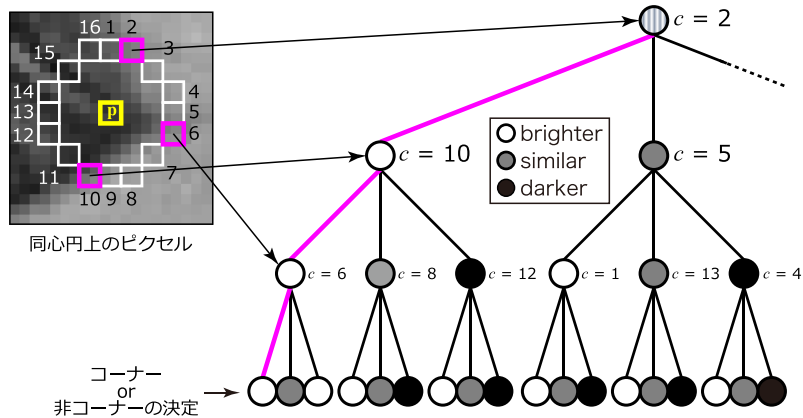 16 1 2
3
15
14
4
13
p
5
12
6
11
7
10 9 8
同心円上のピクセル
c = 2
c = 10
brighter
similar
darker
c = 5
c = 6
c = 8
c = 12
c = 1
c = 13
c = 4
コーナー
or
非コーナーの決定